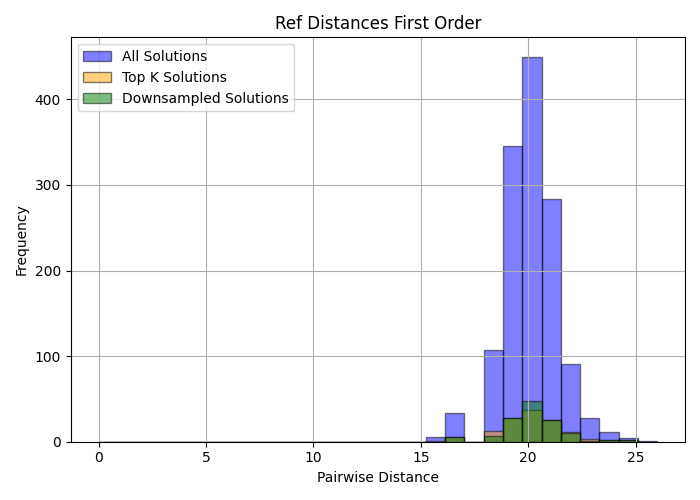 Ref Distances First Order
All Solutions
Top K Solutions
Downsampled Solutions
Frequency
400
300
200
100
0
0 5 10 15 20 25
Pairwise Distance